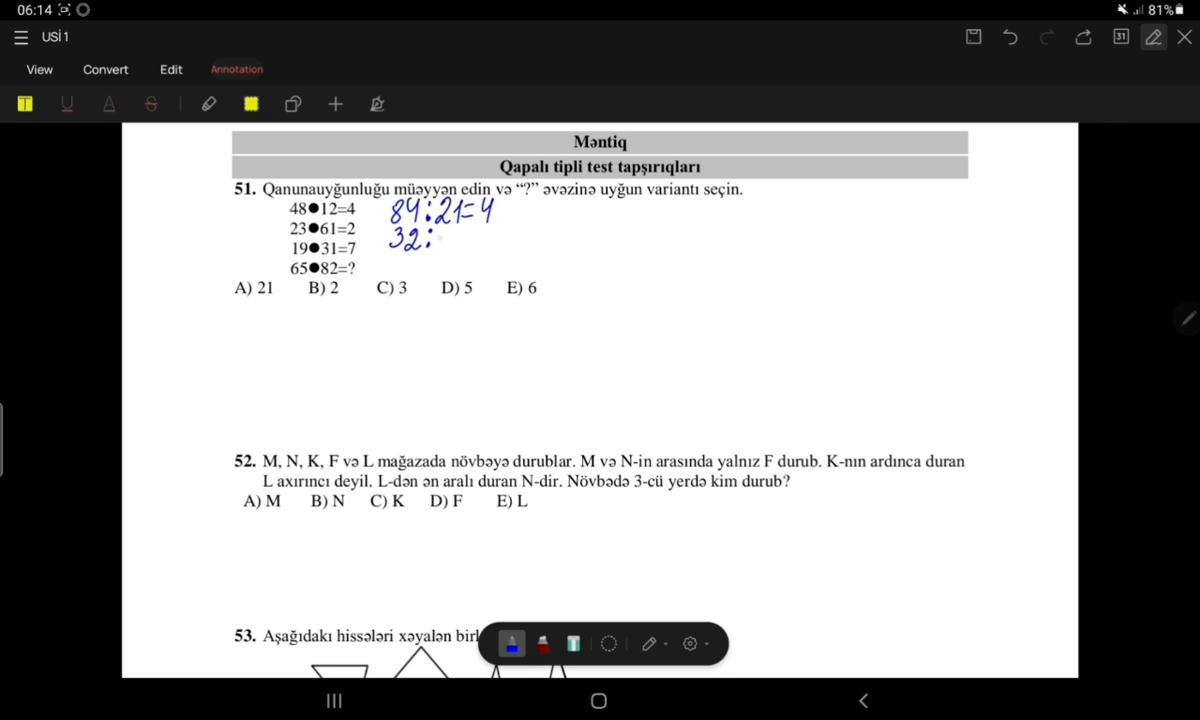 06:14 81%
USİ 1 31
View Convert Edit Annotation
T U A S
Məntiq
Qapalı tipli test tapşırıqları
51. Qanunauyğunluğu müəyyən edin və “?” əvəzinə uyğun variantı seçin.
48●12=4 84:21=4
23●61=2 32:
19●31=7
65●82=?
A) 21 B) 2 C) 3 D) 5 E) 6
52. M, N, K, F və L mağazada növbəyə durublar. M və N-in arasında yalnız F durub. K-nın ardınca duran
L axırıncı deyil. L-dən ən aralı duran N-dir. Növbədə 3-cü yerdə kim durub?
A) M B) N C) K D) F E) L
53. Aşağıdakı hissələri xəyalən